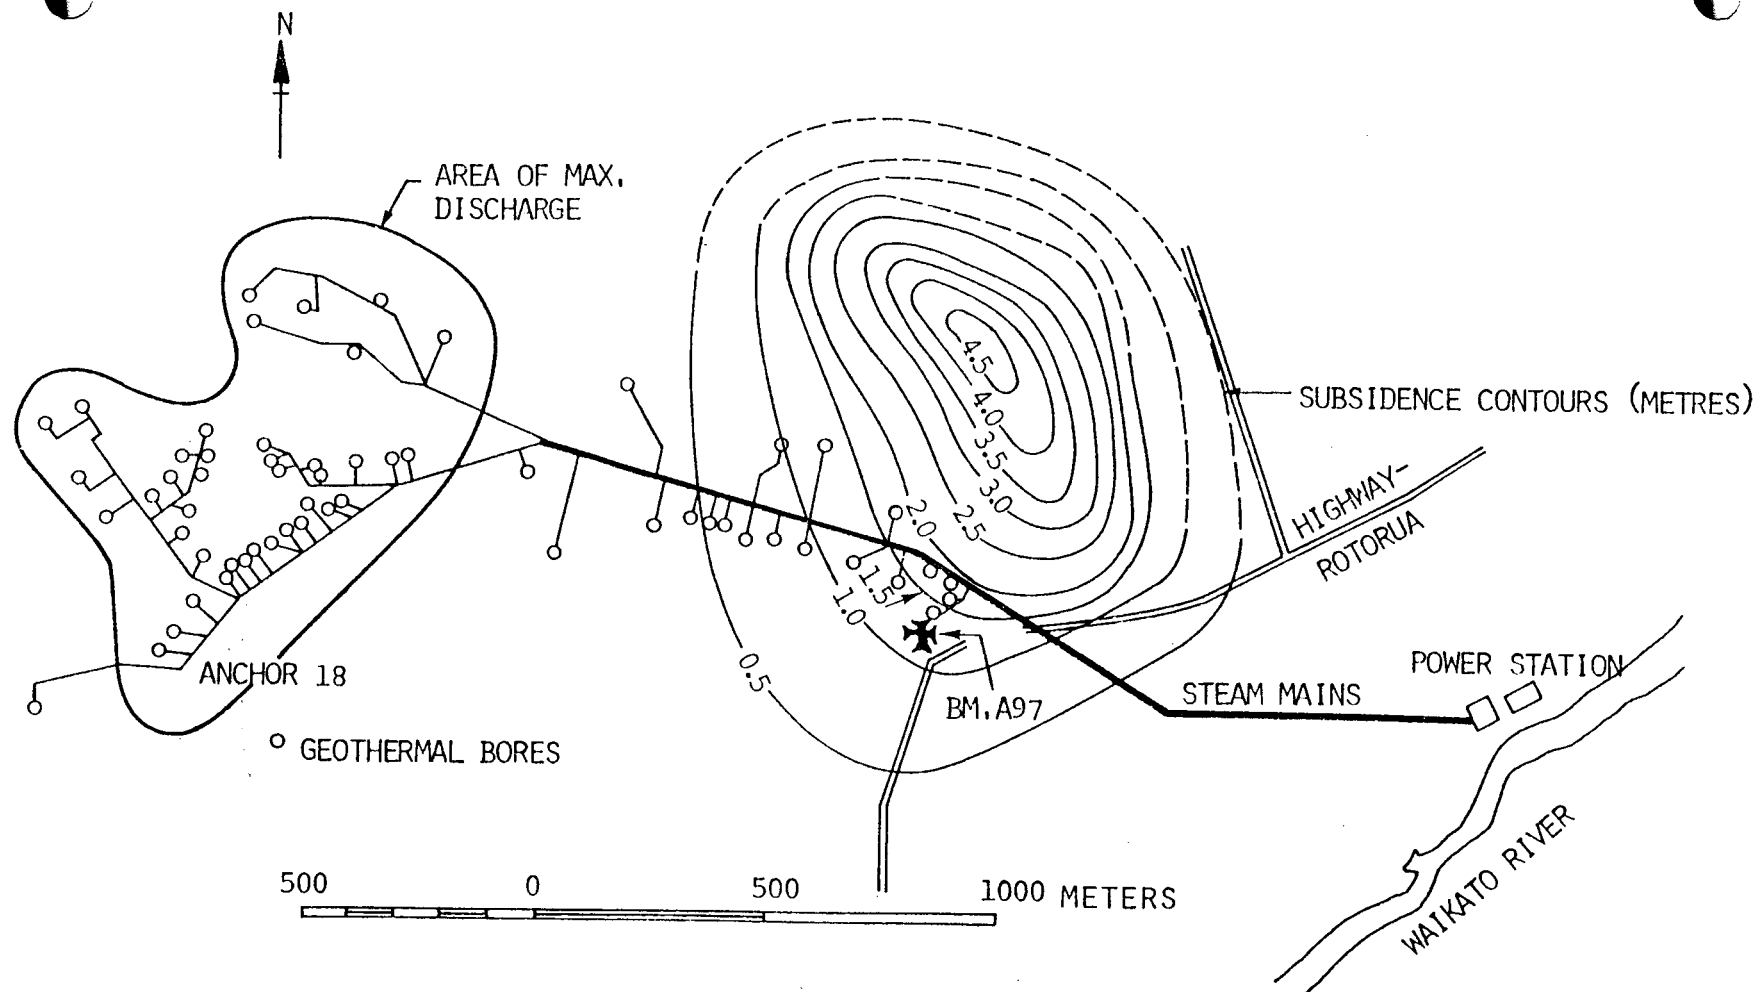 N
AREA OF MAX.
DISCHARGE
4.5
4.0
3.5
3.0
2.5
2.0
1.5
1.0
0.5
SUBSIDENCE CONTOURS (METRES)
HIGHWAY-
ROTORUA
ANCHOR 18
BM.A97
STEAM MAINS
POWER STATION
GEOTHERMAL BORES
WAIKATO RIVER
500 0 500 1000 METERS